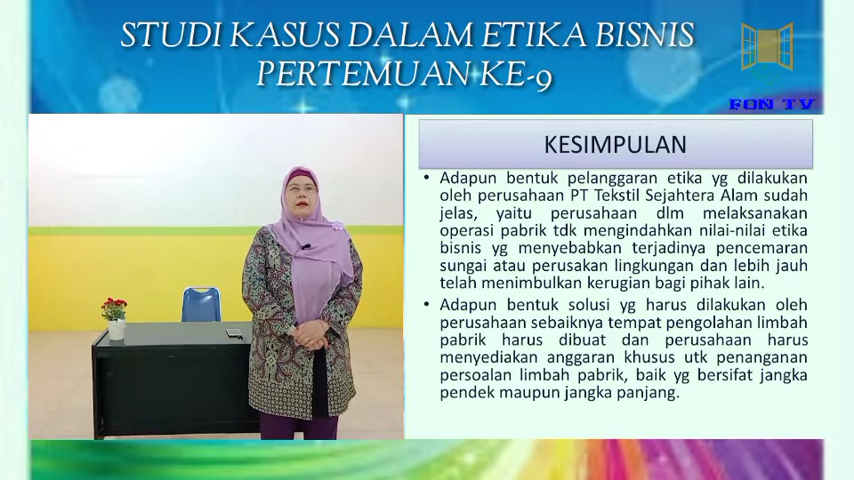 STUDI KASUS DALAM ETIKA BISNIS
PERTEMUAN KE-9
FON TV
KESIMPULAN
• Adapun bentuk pelanggaran etika yg dilakukan
oleh perusahaan PT Tekstil Sejahtera Alam sudah
jelas, yaitu perusahaan dlm melaksanakan
operasi pabrik tdk mengindahkan nilai-nilai etika
bisnis yg menyebabkan terjadinya pencemaran
sungai atau perusakan lingkungan dan lebih jauh
telah menimbulkan kerugian bagi pihak lain.
• Adapun bentuk solusi yg harus dilakukan oleh
perusahaan sebaiknya tempat pengolahan limbah
pabrik harus dibuat dan perusahaan harus
menyediakan anggaran khusus utk penanganan
persoalan limbah pabrik, baik yg bersifat jangka
pendek maupun jangka panjang.